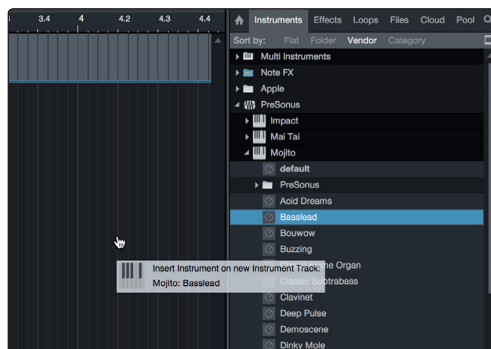 3.4 4 4.2 4.3 4.4
Instruments Effects Loops Files Cloud Pool
Sort by: Flat Folder Vendor Category
Multi Instruments
Note FX
Apple
PreSonus
Impact
Mai Tai
Mojito
default
PreSonus
Acid Dreams
Basslead
Bouwow
Buzzing
Insert Instrument on new Instrument Track:
Mojito: Basslead
ne Organ
Classic Subtrabass
Clavinet
Deep Pulse
Demoscene
Dinky Mole